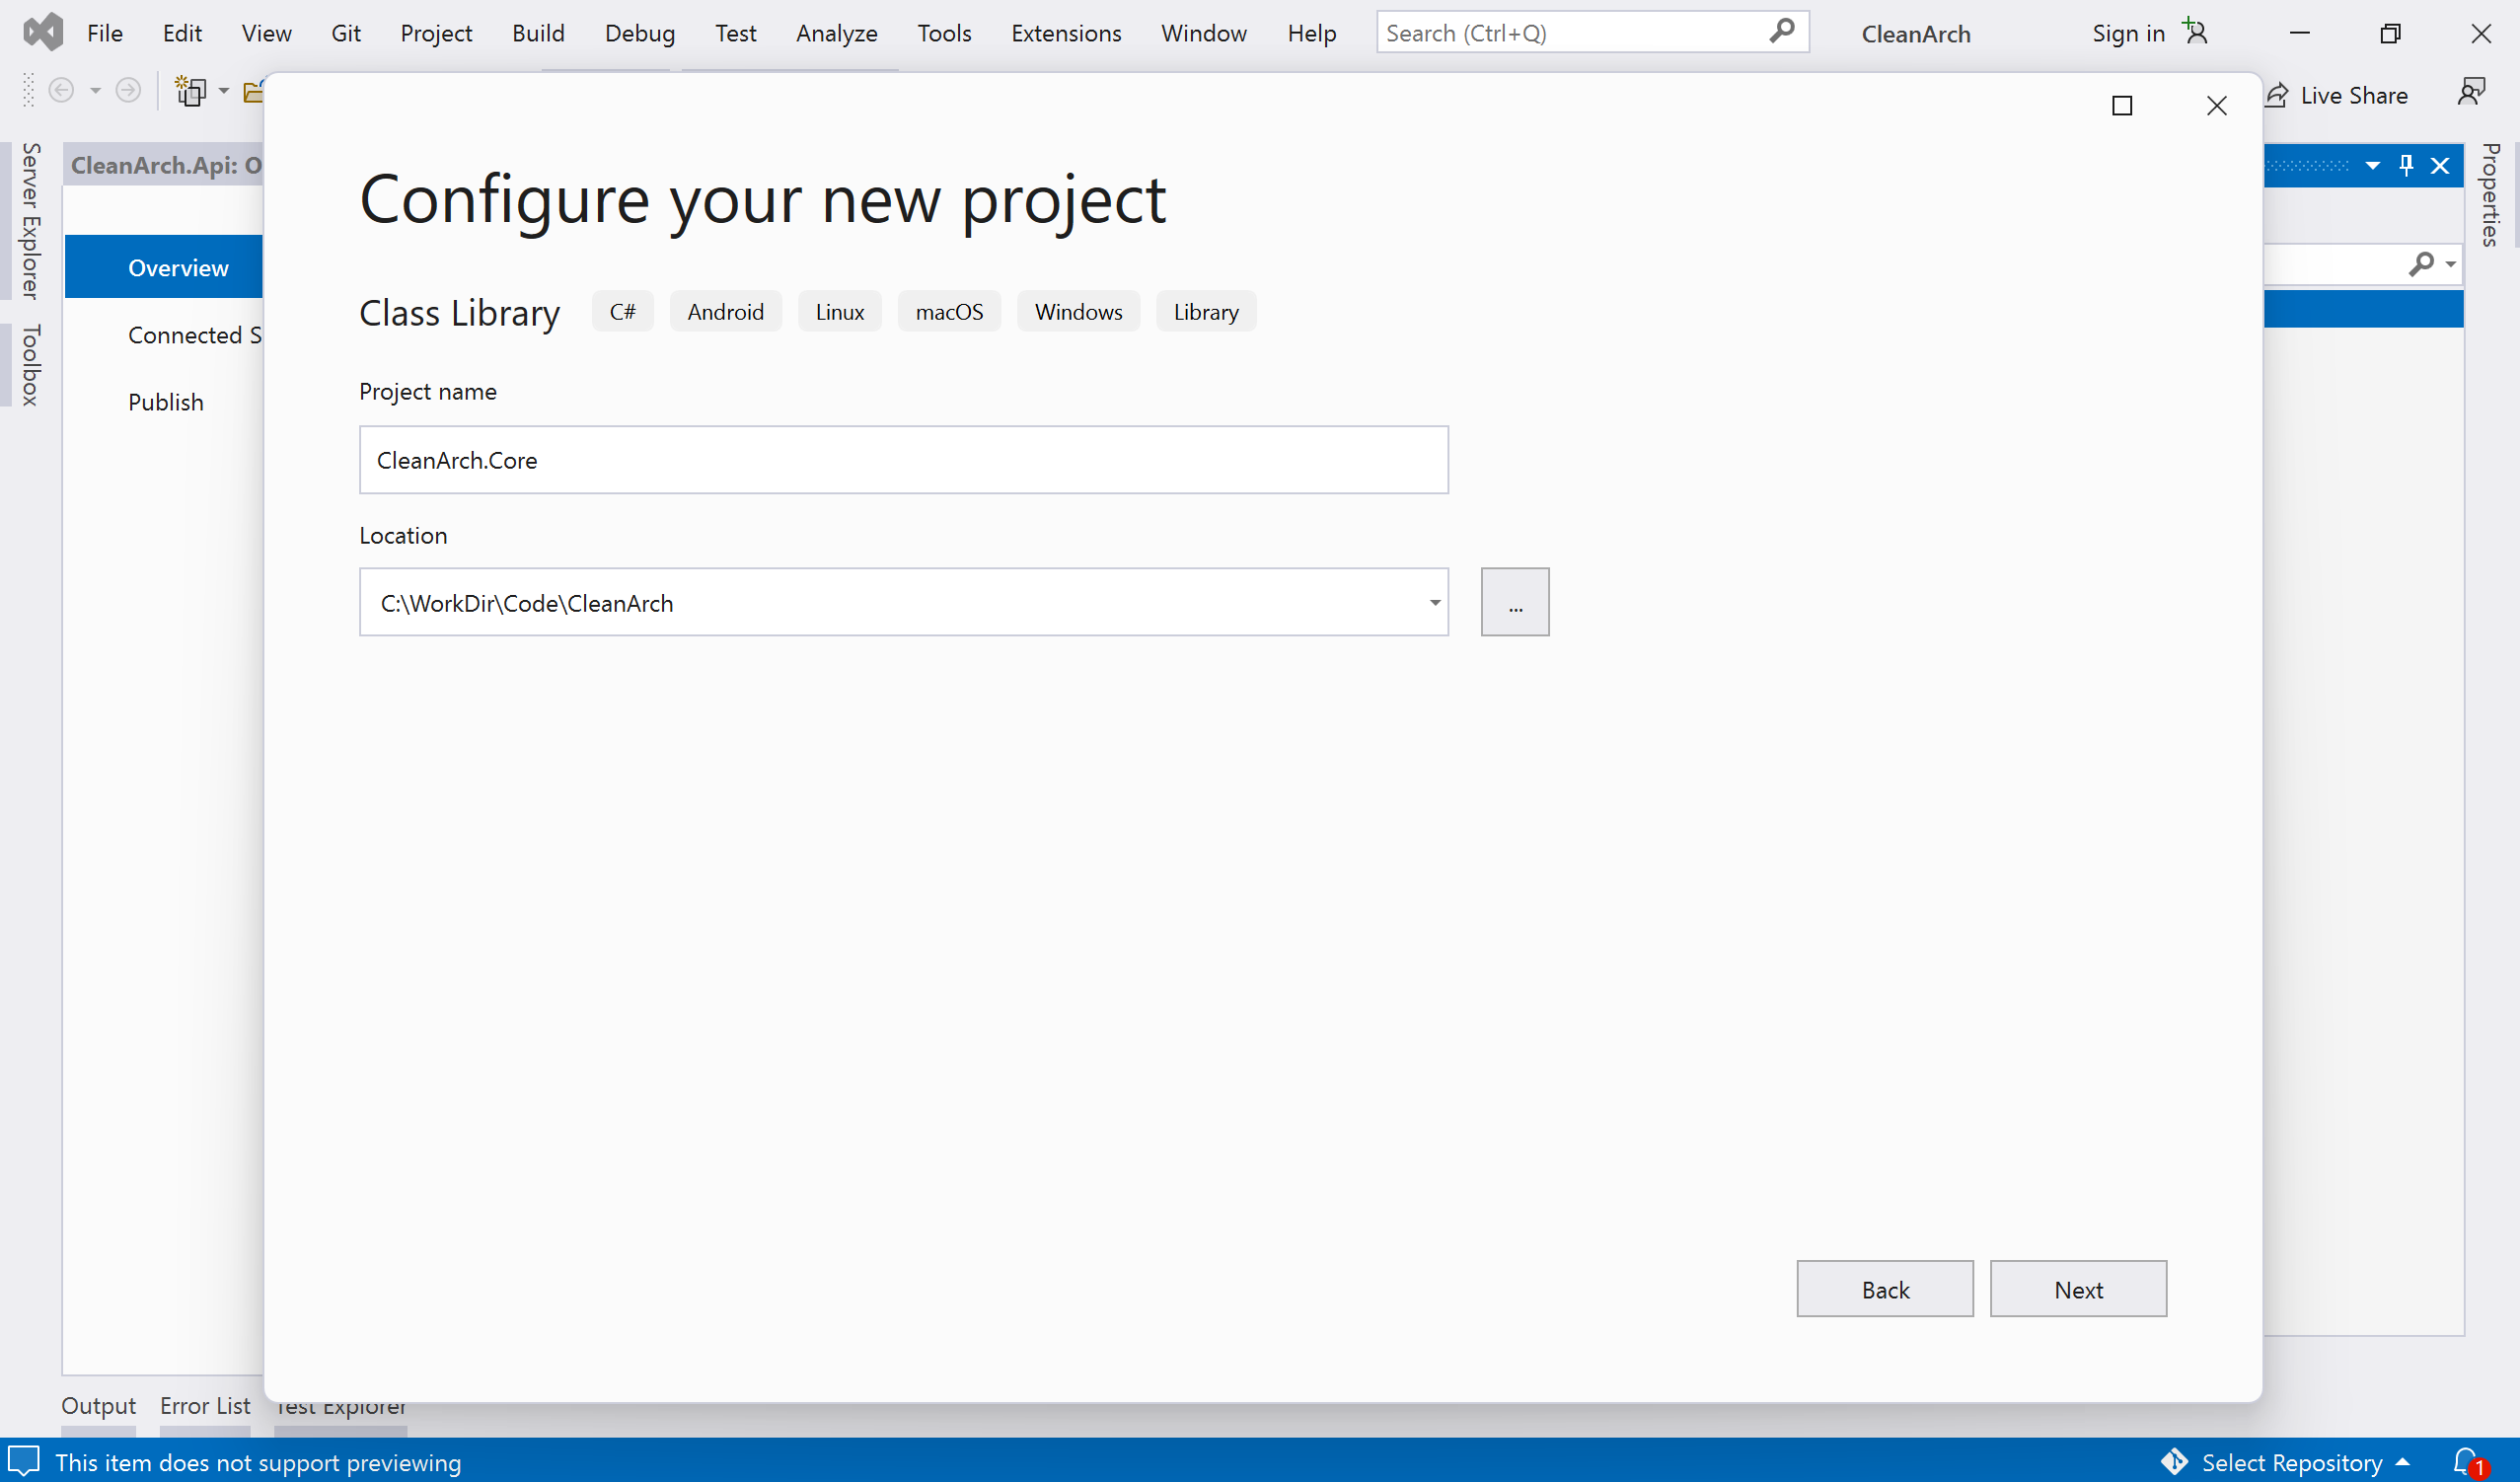 File Edit View Git Project Build Debug Test Analyze Tools Extensions Window Help Search (Ctrl+Q) CleanArch Sign in
Live Share
Server Explorer
Toolbox
CleanArch.Api: O
Overview
Connected S
Publish
Configure your new project
Class Library C# Android Linux macOS Windows Library
Project name
CleanArch.Core
Location
C:\WorkDir\Code\CleanArch
...
Back Next
Properties
Output Error List Test Explorer
This item does not support previewing
Select Repository 1